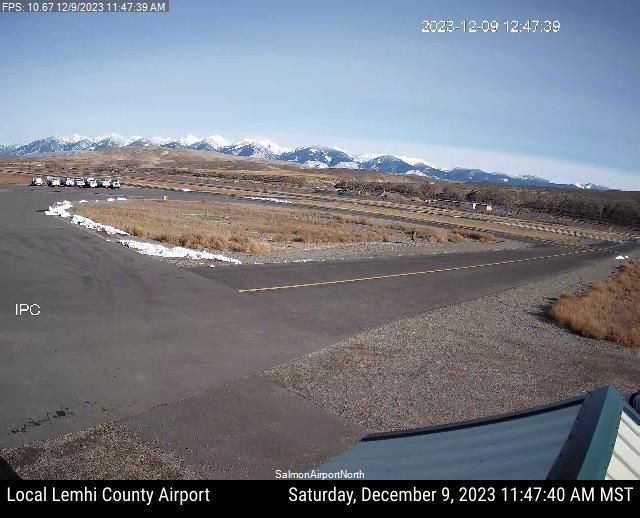 FPS: 10.67 12/9/2023 11:47:39 AM
2023-12-09 12:47:39
IPC
SalmonAirportNorth
Local Lemhi County Airport
Saturday, December 9, 2023 11:47:40 AM MST